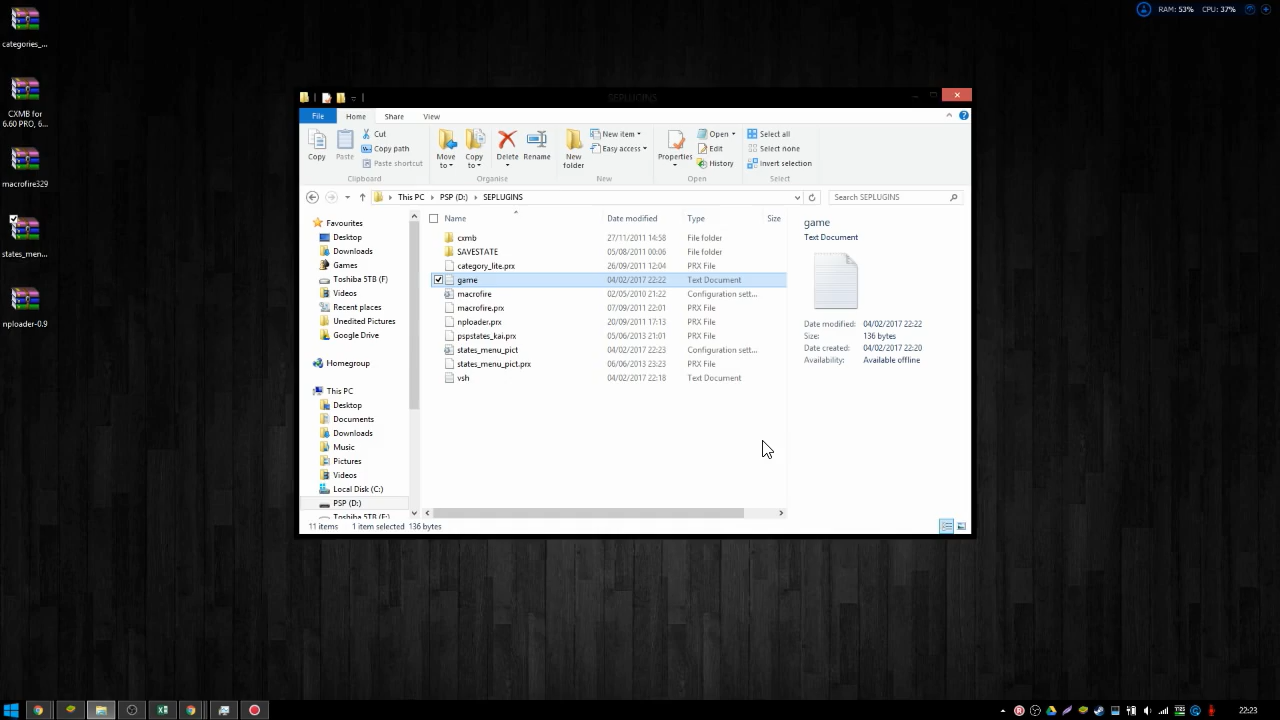 RAM: 53% CPU: 37%
categories_...
CXMB for
6.60 PRO, 6...
macrofire329
states_men...
nploader-0.9
SEPLUGINS
File Home Share View
Copy
Paste
Cut
Copy path
Paste shortcut
Move to
Copy to
Delete
Rename
New folder
New item
Easy access
Properties
Open
Edit
History
Select all
Select none
Invert selection
Clipboard Organise New Open Select
This PC PSP (D:) SEPLUGINS
Search SEPLUGINS
Favourites
Desktop
Downloads
Games
Toshiba 5TB (F)
Videos
Recent places
Unedited Pictures
Google Drive
Homegroup
This PC
Desktop
Documents
Downloads
Music
Pictures
Videos
Local Disk (C:)
PSP (D:)
Toshiba 5TB (F:)
Name Date modified Type Size
cxmb 27/11/2011 14:58 File folder
SAVESTATE 05/08/2011 00:06 File folder
category_lite.prx 26/09/2011 12:04 PRX File
game 04/02/2017 22:22 Text Document
macrofire 02/05/2010 21:22 Configuration sett...
macrofire.prx 07/09/2011 22:01 PRX File
nploader.prx 20/09/2011 17:13 PRX File
pspstates_kai.prx 05/06/2013 21:01 PRX File
states_menu_pict 04/02/2017 22:23 Configuration sett...
states_menu_pict.prx 06/06/2013 23:23 PRX File
vsh 04/02/2017 22:18 Text Document
game
Text Document
Date modified: 04/02/2017 22:22
Size: 136 bytes
Date created: 04/02/2017 22:20
Availability: Available offline
11 items 1 item selected 136 bytes
22:23